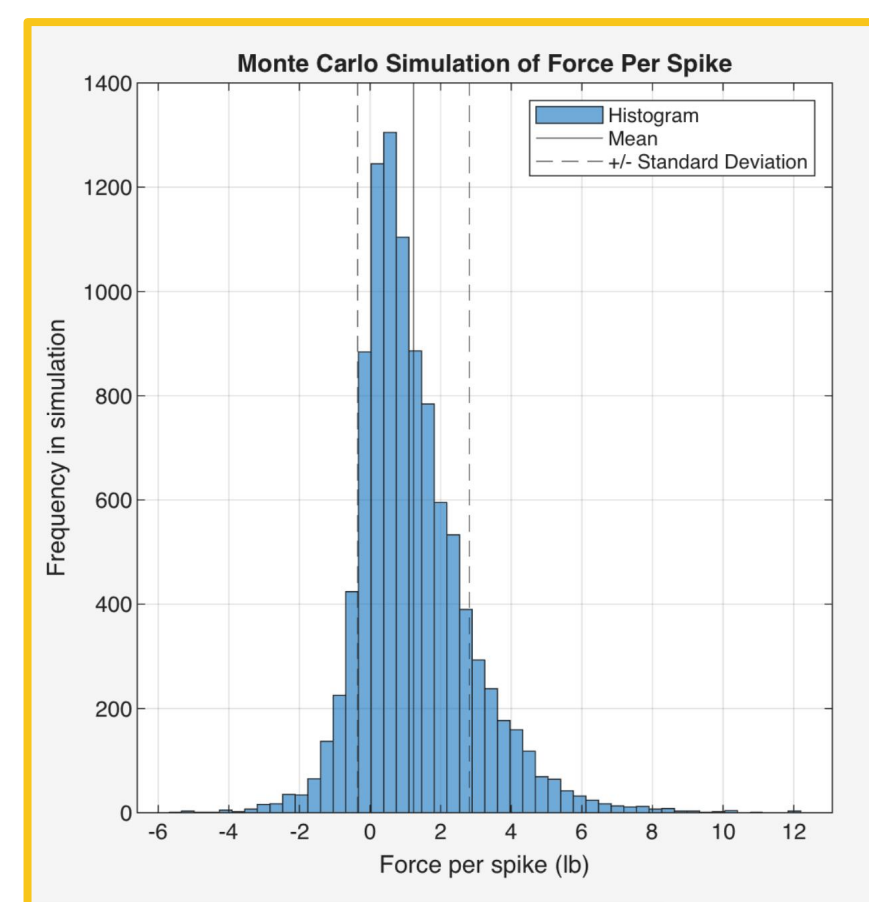 Monte Carlo Simulation of Force Per Spike
1400
1200
1000
800
600
400
200
0
Frequency in simulation
Histogram
Mean
+/- Standard Deviation
-6 -4 -2 0 2 4 6 8 10 12
Force per spike (lb)